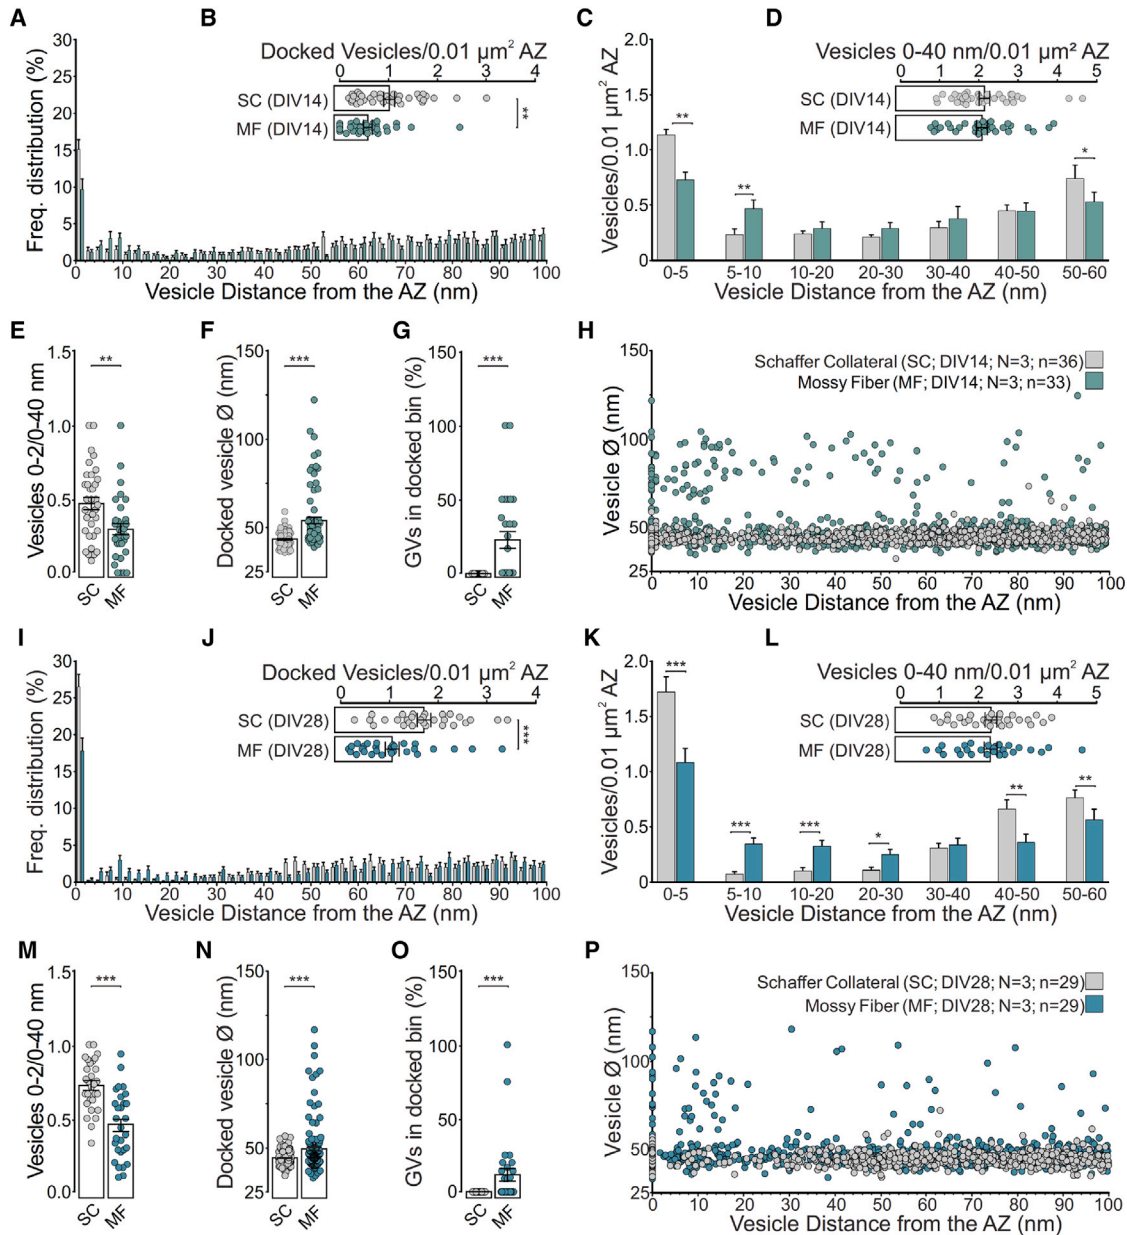 A
B
C
D
Freq. distribution (%)
30
25
20
15
10
5
0
0
10
20
30
40
50
60
70
80
90
100
Vesicle Distance from the AZ (nm)
Docked Vesicles/0.01 µm² AZ
0
1
2
3
4
SC (DIV14)
MF (DIV14)
**
Vesicles/0.01 µm² AZ
2.0
1.5
1.0
0.5
0
**
**
*
0-5
5-10
10-20
20-30
30-40
40-50
50-60
Vesicle Distance from the AZ (nm)
Vesicles 0-40 nm/0.01 µm² AZ
0
1
2
3
4
5
SC (DIV14)
MF (DIV14)
E
F
G
H
Vesicles 0-2/0-40 nm
1.5
1.0
0.5
0.0
**
SC
MF
Docked vesicle Ø (nm)
150
100
50
25
***
SC
MF
GVs in docked bin (%)
150
100
50
0
***
SC
MF
Vesicle Ø (nm)
150
100
50
25
Schaffer Collateral (SC; DIV14; N=3; n=36)
Mossy Fiber (MF; DIV14; N=3; n=33)
0
10
20
30
40
50
60
70
80
90
100
Vesicle Distance from the AZ (nm)
I
J
K
L
Freq. distribution (%)
30
25
20
15
10
5
0
0
10
20
30
40
50
60
70
80
90
100
Vesicle Distance from the AZ (nm)
Docked Vesicles/0.01 µm² AZ
0
1
2
3
4
SC (DIV28)
MF (DIV28)
***
Vesicles/0.01 µm² AZ
2.0
1.5
1.0
0.5
0
***
***
***
*
**
**
0-5
5-10
10-20
20-30
30-40
40-50
50-60
Vesicle Distance from the AZ (nm)
Vesicles 0-40 nm/0.01 µm² AZ
0
1
2
3
4
5
SC (DIV28)
MF (DIV28)
M
N
O
P
Vesicles 0-2/0-40 nm
1.5
1.0
0.5
0.0
***
SC
MF
Docked vesicle Ø (nm)
150
100
50
25
***
SC
MF
GVs in docked bin (%)
150
100
50
0
***
SC
MF
Vesicle Ø (nm)
150
100
50
25
Schaffer Collateral (SC; DIV28; N=3; n=29)
Mossy Fiber (MF; DIV28; N=3; n=29)
0
10
20
30
40
50
60
70
80
90
100
Vesicle Distance from the AZ (nm)